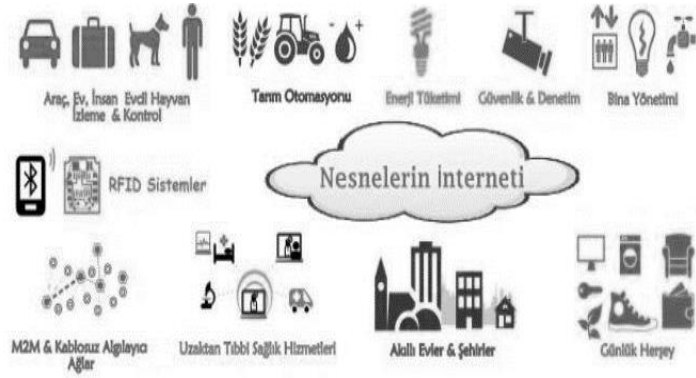 Araç, Ev, İnsan Evcil Hayvan
İzleme & Kontrol
Tarım Otomasyonu
Enerji Tüketimi
Güvenlik & Denetim
Bina Yönetimi
RFID Sistemler
Nesnelerin İnterneti
M2M & Kablosuz Algılayıcı
Ağlar
Uzaktan Tıbbi Sağlık Hizmetleri
Akıllı Evler & Şehirler
Günlük Herşey